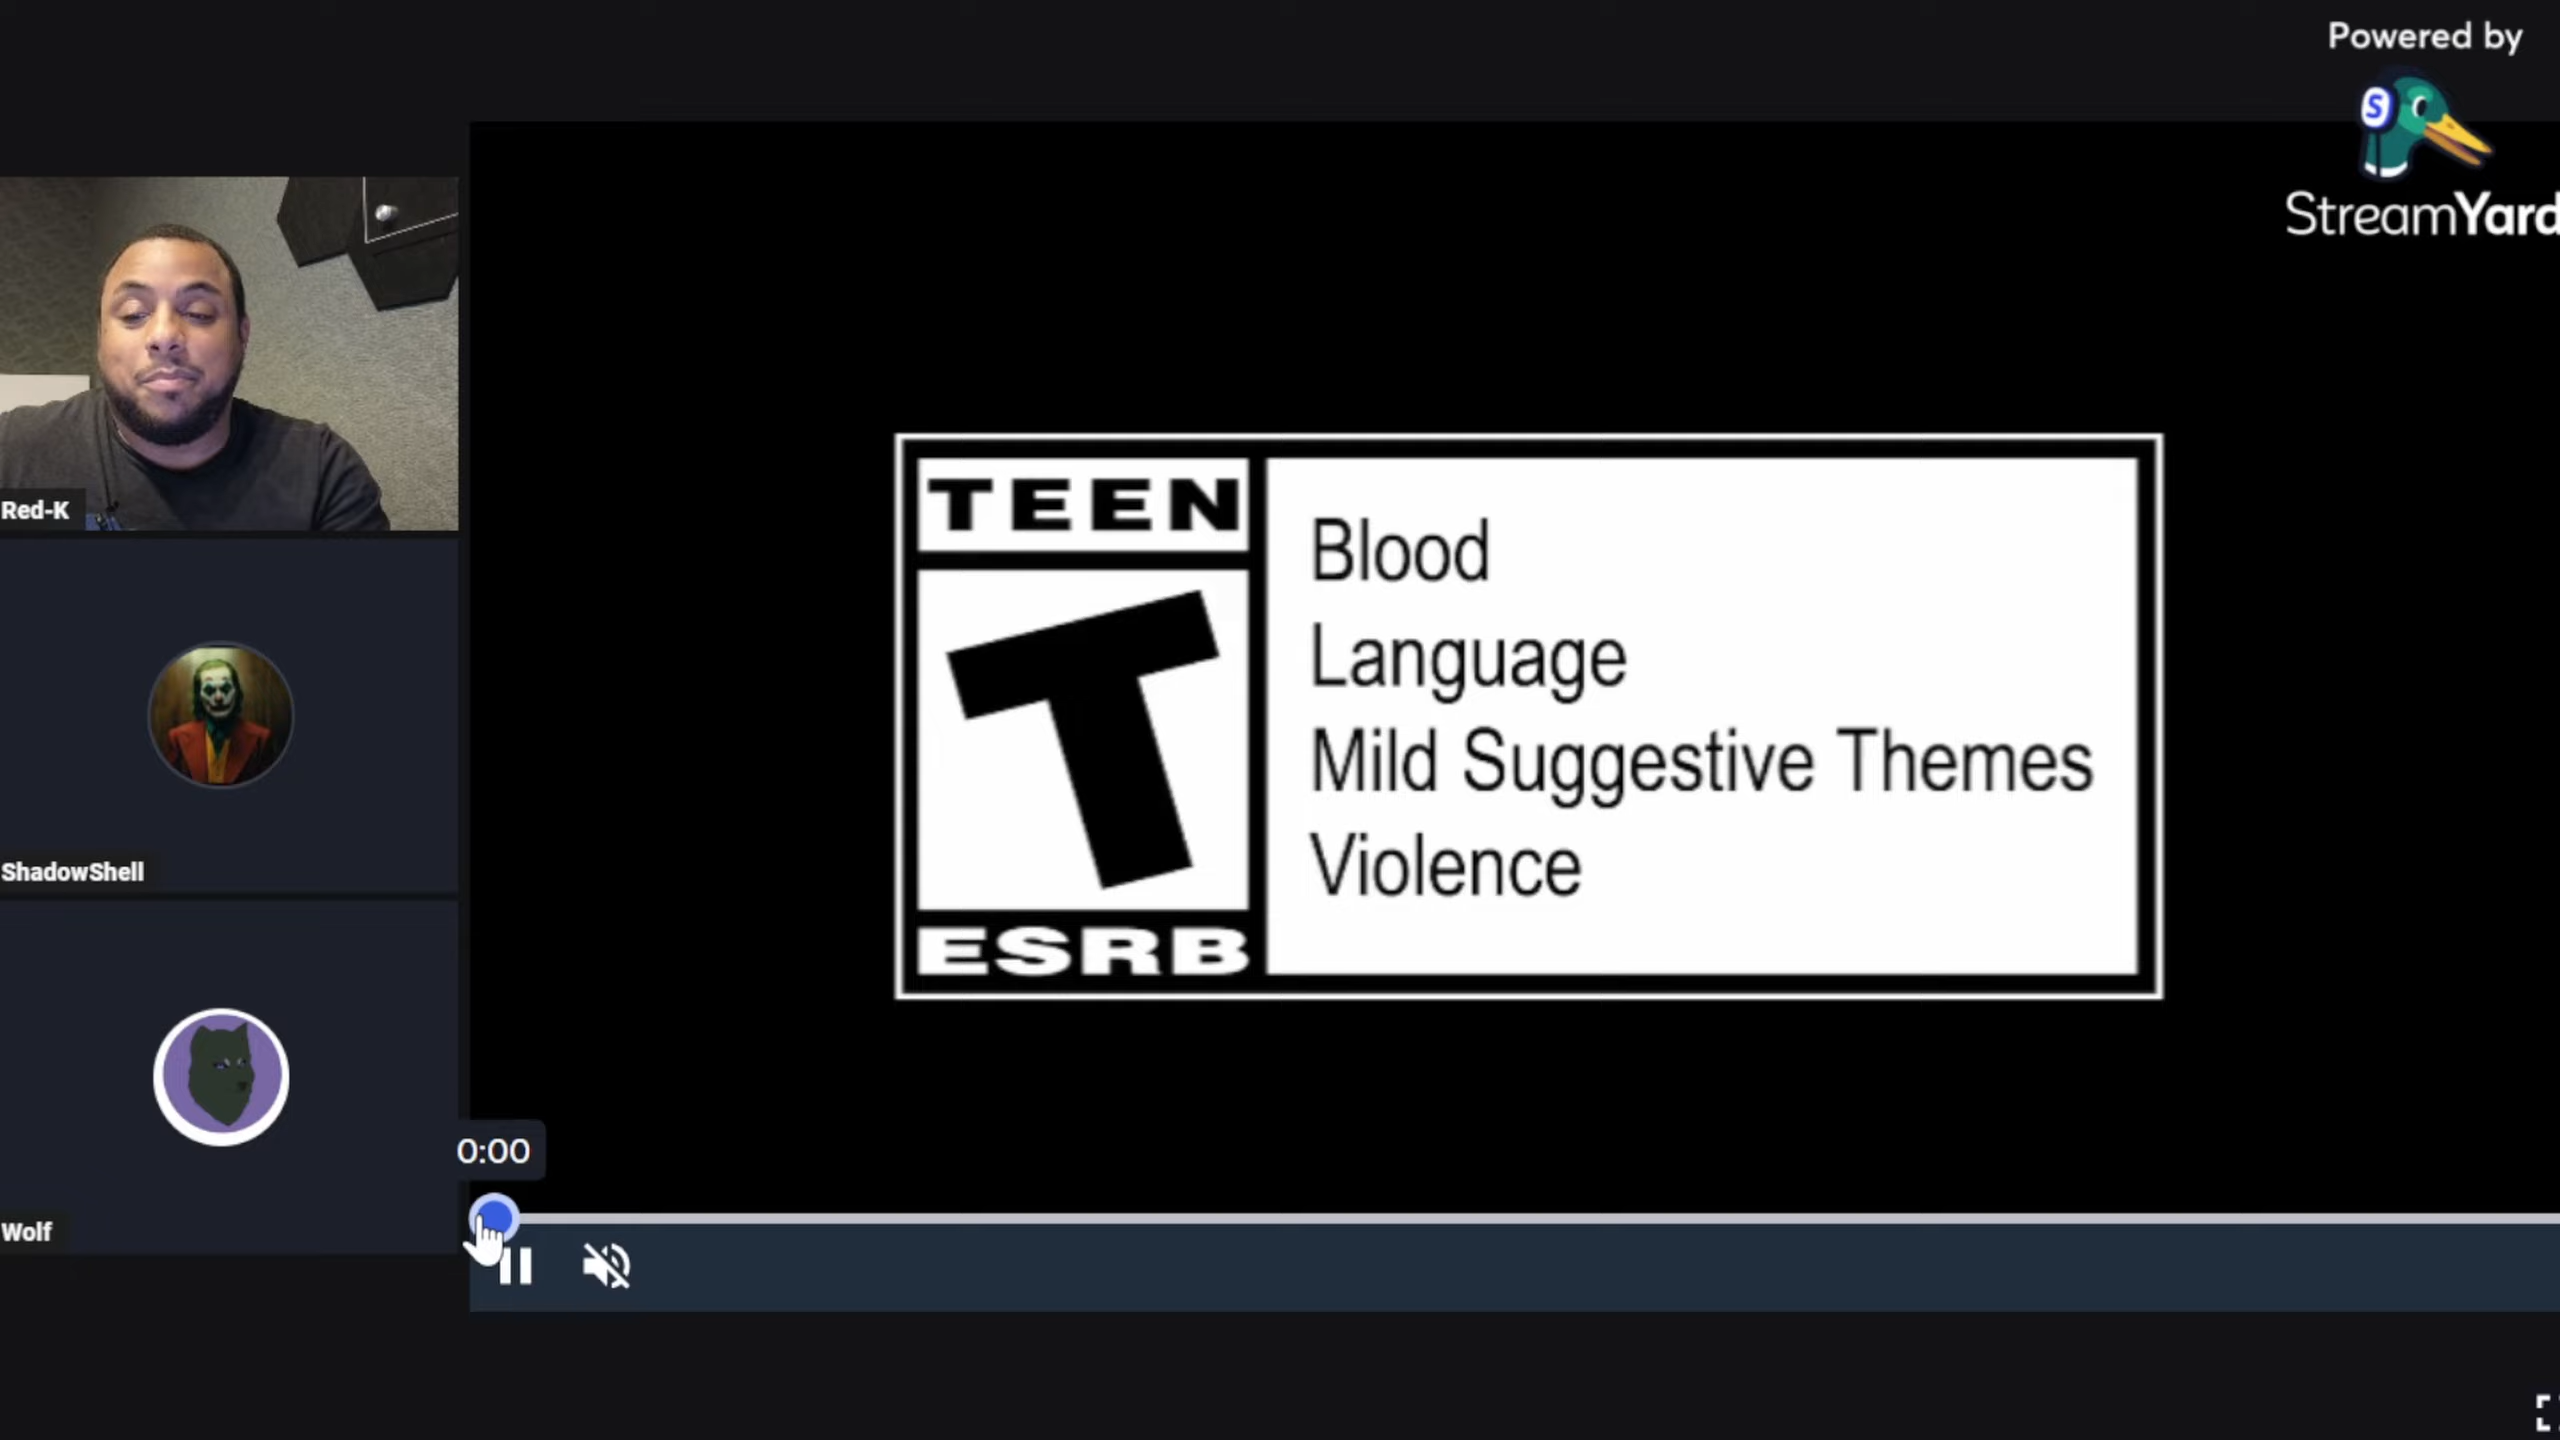 Powered by
S
StreamYard
Red-K
ShadowShell
Wolf
TEEN
T
ESRB
Blood
Language
Mild Suggestive Themes
Violence
0:00